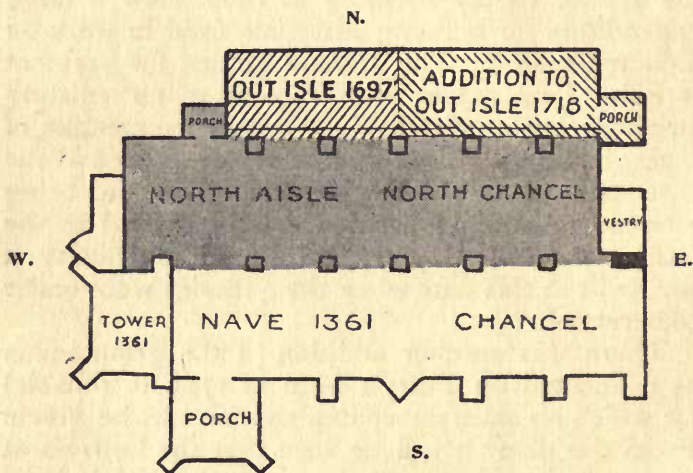 N.
OUT ISLE 1697
ADDITION TO
OUT ISLE 1718
PORCH
PORCH
NORTH AISLE
NORTH CHANCEL
VESTRY
W.
E.
TOWER
1361
NAVE 1361
CHANCEL
PORCH
S.